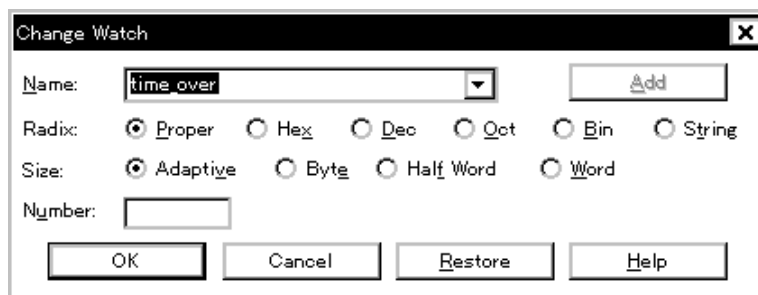 Change Watch
Name: time_over Add
Radix: Proper Hex Dec Oct Bin String
Size: Adaptive Byte Half Word Word
Number:
OK Cancel Restore Help